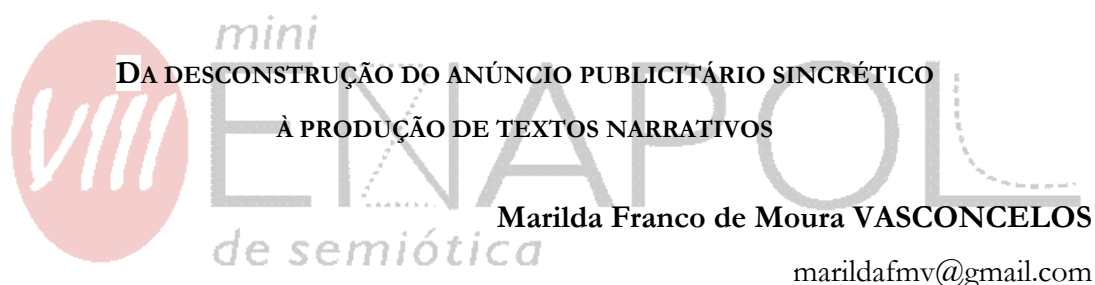 mini
DA DESCONSTRUÇÃO DO ANÚNCIO PUBLICITÁRIO SINCRÉTICO
À PRODUÇÃO DE TEXTOS NARRATIVOS
VIII ENAPOL
Marilda Franco de Moura VASCONCELOS
de semiótica
marildafmv@gmail.com